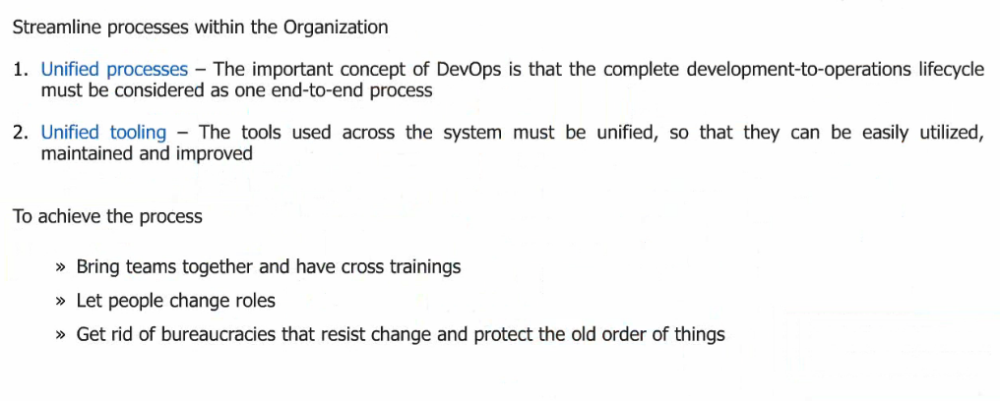 Streamline processes within the Organization
1. Unified processes – The important concept of DevOps is that the complete development-to-operations lifecycle
must be considered as one end-to-end process
2. Unified tooling – The tools used across the system must be unified, so that they can be easily utilized,
maintained and improved
To achieve the process
» Bring teams together and have cross trainings
» Let people change roles
» Get rid of bureaucracies that resist change and protect the old order of things